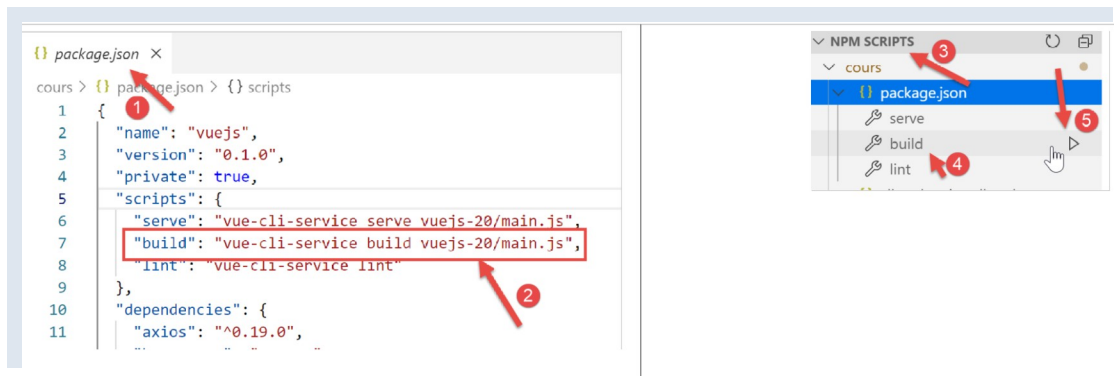 {} package.json ×
cours > {} package.json > {} scripts
1
1 {
2 "name": "vuejs",
3 "version": "0.1.0",
4 "private": true,
5 "scripts": {
6 "serve": "vue-cli-service serve vuejs-20/main.js",
7 "build": "vue-cli-service build vuejs-20/main.js",
8 "lint": "vue-cli-service lint"
9 },
2
10 "dependencies": {
11 "axios": "^0.19.0",
NPM SCRIPTS
3
cours
{} package.json
5
serve
build
4
lint